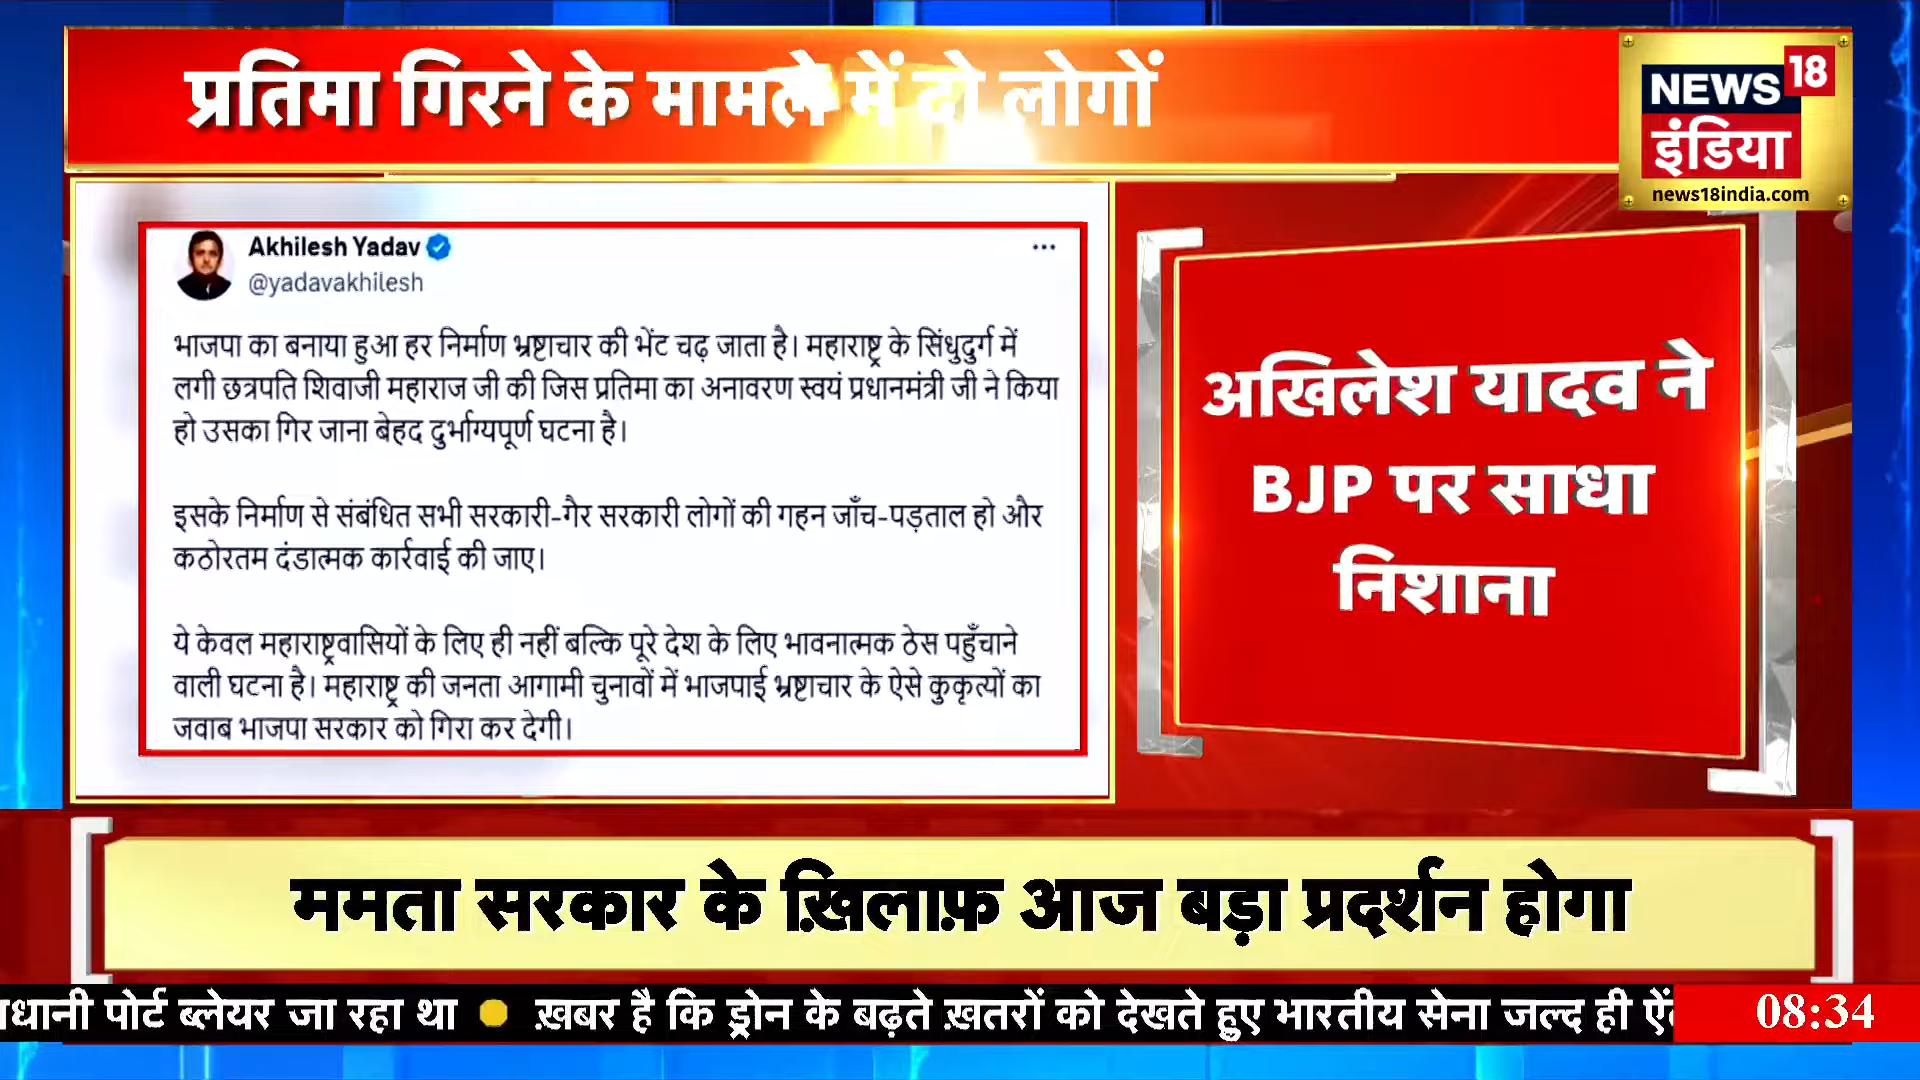 प्रतिमा गिरने के मामले में दो लोगों
NEWS 18
इंडिया
news18india.com
Akhilesh Yadav
@yadavakhilesh
भाजपा का बनाया हुआ हर निर्माण भ्रष्टाचार की भेंट चढ़ जाता है। महाराष्ट्र के सिंधुदुर्ग में
लगी छत्रपति शिवाजी महाराज जी की जिस प्रतिमा का अनावरण स्वयं प्रधानमंत्री जी ने किया
हो उसका गिर जाना बेहद दुर्भाग्यपूर्ण घटना है।
इसके निर्माण से संबंधित सभी सरकारी-गैर सरकारी लोगों की गहन जाँच-पड़ताल हो और
कठोरतम दंडात्मक कार्रवाई की जाए।
ये केवल महाराष्ट्रवासियों के लिए ही नहीं बल्कि पूरे देश के लिए भावनात्मक ठेस पहुँचाने
वाली घटना है। महाराष्ट्र की जनता आगामी चुनावों में भाजपाई भ्रष्टाचार के ऐसे कुकृत्यों का
जवाब भाजपा सरकार को गिरा कर देगी।
अखिलेश यादव ने
BJP पर साधा
निशाना
ममता सरकार के ख़िलाफ़ आज बड़ा प्रदर्शन होगा
धानी पोर्ट ब्लेयर जा रहा था ● ख़बर है कि ड्रोन के बढ़ते ख़तरों को देखते हुए भारतीय सेना जल्द ही
08:34